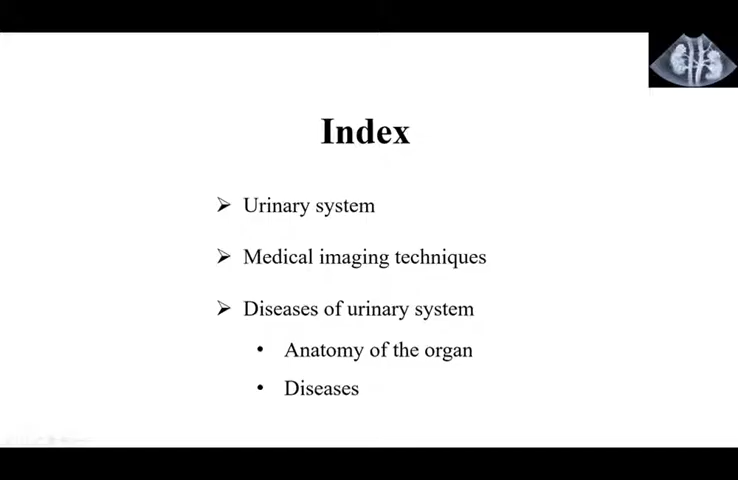 Index
➢ Urinary system
➢ Medical imaging techniques
➢ Diseases of urinary system
• Anatomy of the organ
• Diseases